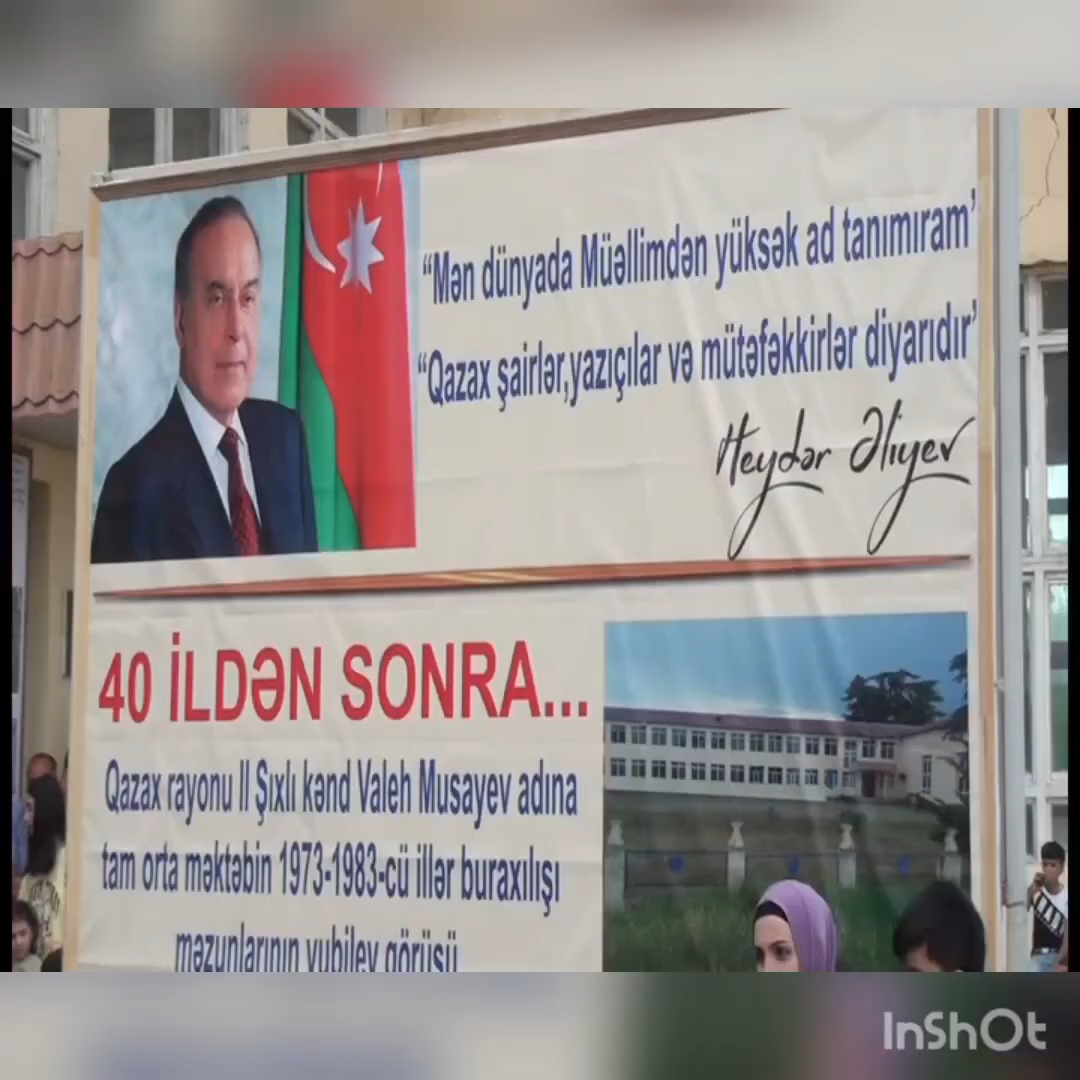 “Mən dünyada Müəllimdən yüksək ad tanımıram’
“Qazax şairlər,yazıçılar və mütəfəkkirlər diyarıdır’
Heydər Əliyev
40 İLDƏN SONRA...
Qazax rayonu II Şıxlı kənd Valeh Musayev adına
tam orta məktəbin 1973-1983-cü illər buraxılışı
məzunlarının yubiley görüşü
InShOt